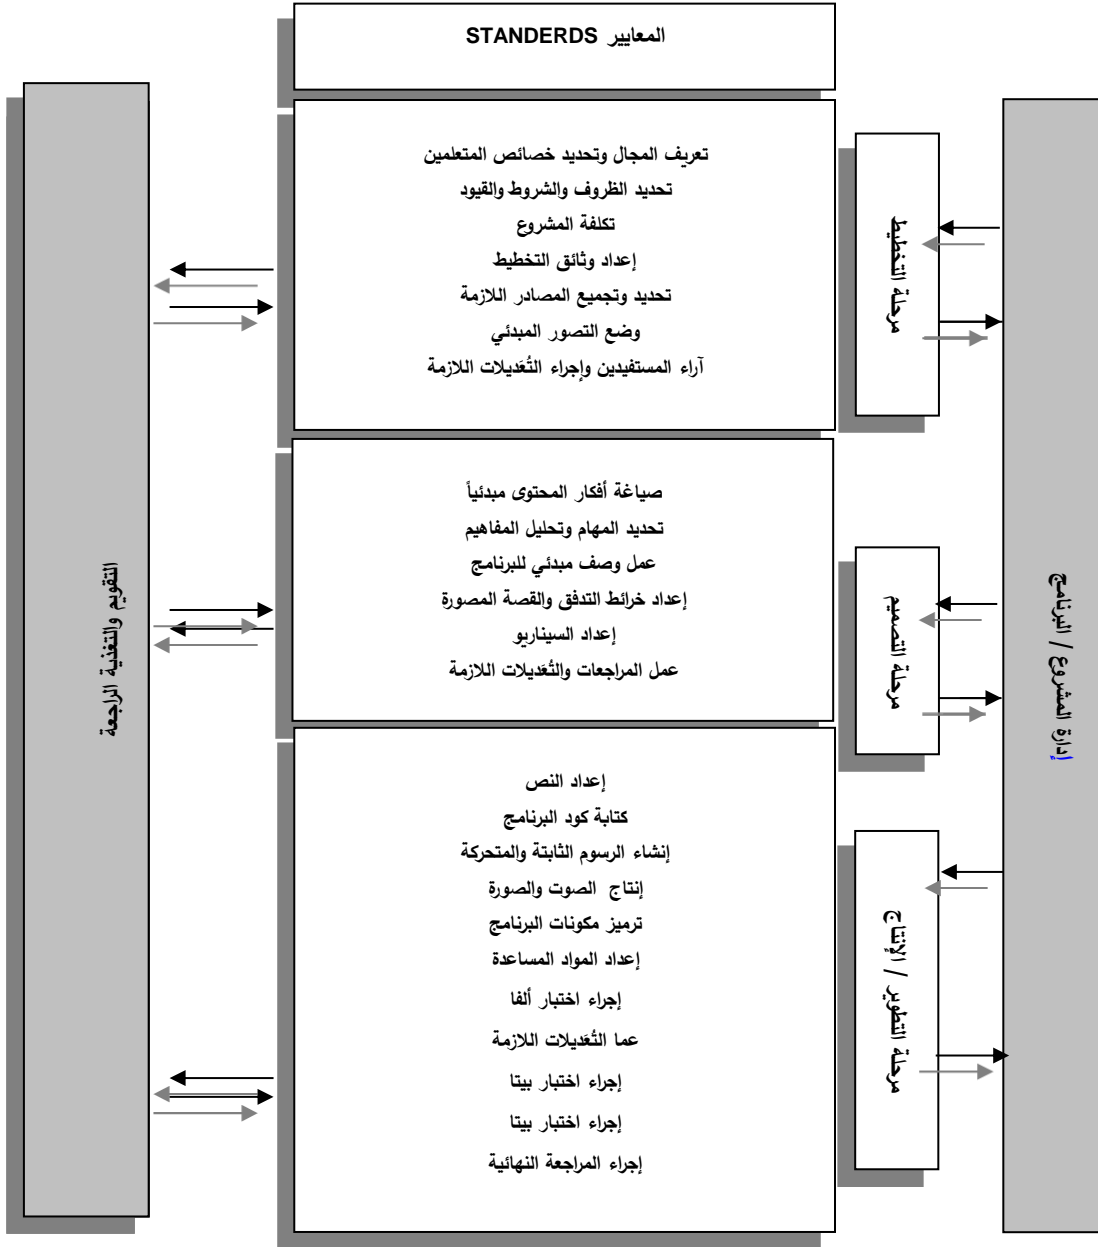 المعايير STANDERDS
إدارة المشروع / البرنامج
مرحلة التخطيط
تعريف المجال وتحديد خصائص المتعلمين
تحديد الظروف والشروط والقيود
تكلفة المشروع
إعداد وثائق التخطيط
تحديد وتجميع المصادر اللازمة
وضع التصور المبدئي
آراء المستفيدين وإجراء التُعَديلات اللازمة
مرحلة التصميم
صياغة أفكار المحتوى مبدئياً
تحديد المهام وتحليل المفاهيم
عمل وصف مبدئي للبرنامج
إعداد خرائط التدفق والقصة المصورة
إعداد السيناريو
عمل المراجعات والتُعَديلات اللازمة
مرحلة التطوير / الإنتاج
إعداد النص
كتابة كود البرنامج
إنشاء الرسوم الثابتة والمتحركة
إنتاج الصوت والصورة
ترميز مكونات البرنامج
إعداد المواد المساعدة
إجراء اختبار ألفا
عما التُعَديلات اللازمة
إجراء اختبار بيتا
إجراء اختبار بيتا
إجراء المراجعة النهائية
التقويم والتغذية الراجعة